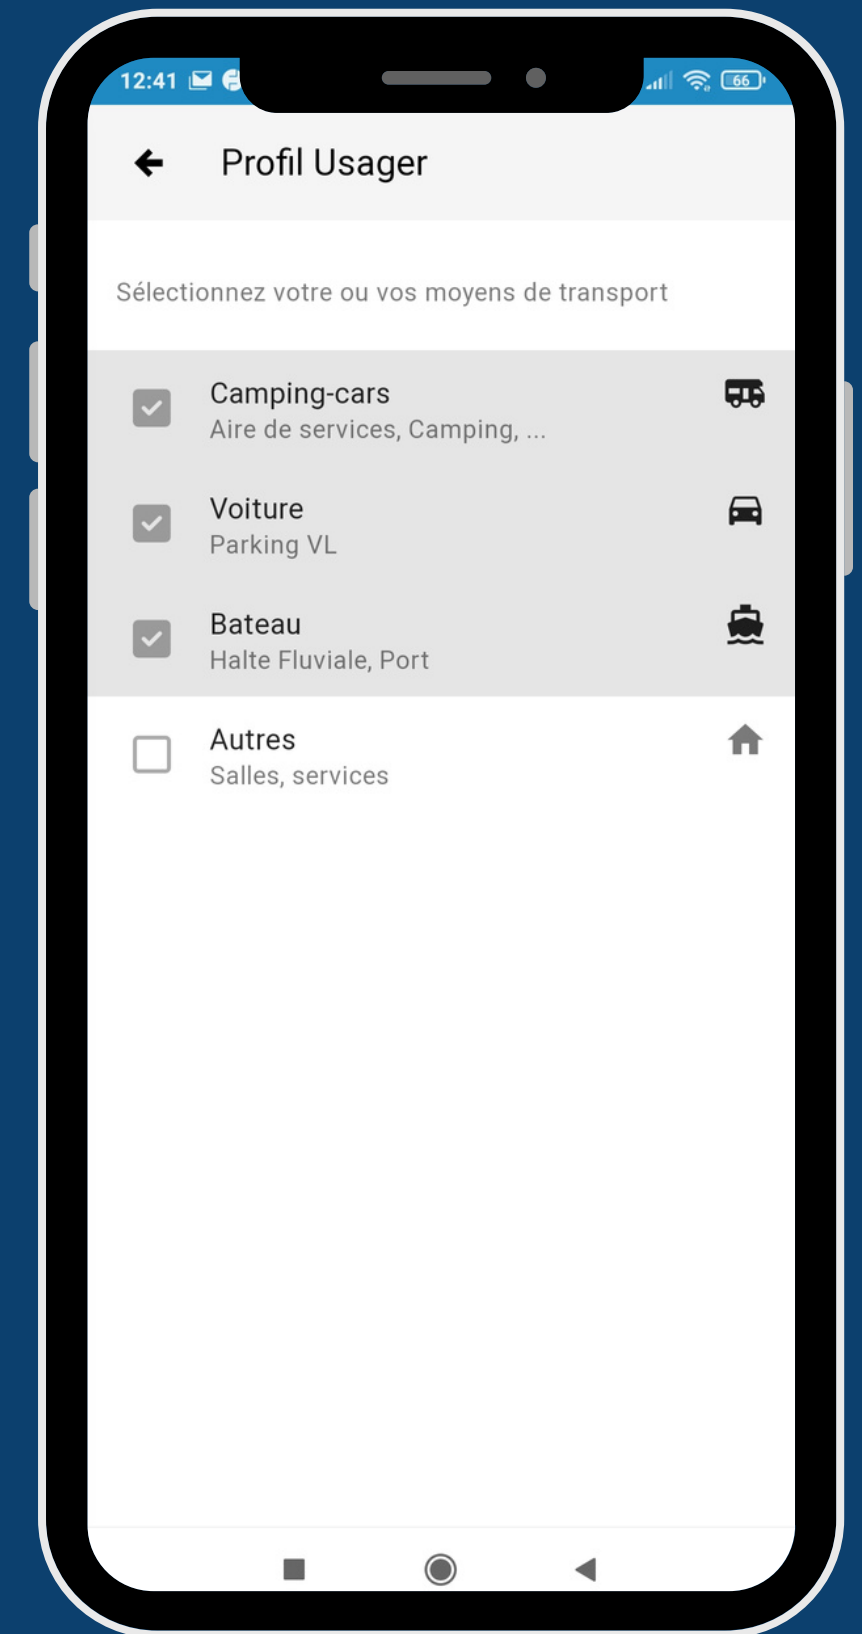 12:41
66
Profil Usager
Sélectionnez votre ou vos moyens de transport
Camping-cars
Aire de services, Camping, ...
Voiture
Parking VL
Bateau
Halte Fluviale, Port
Autres
Salles, services